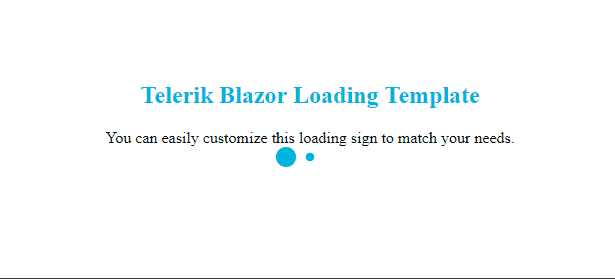 Telerik Blazor Loading Template
You can easily customize this loading sign to match your needs.